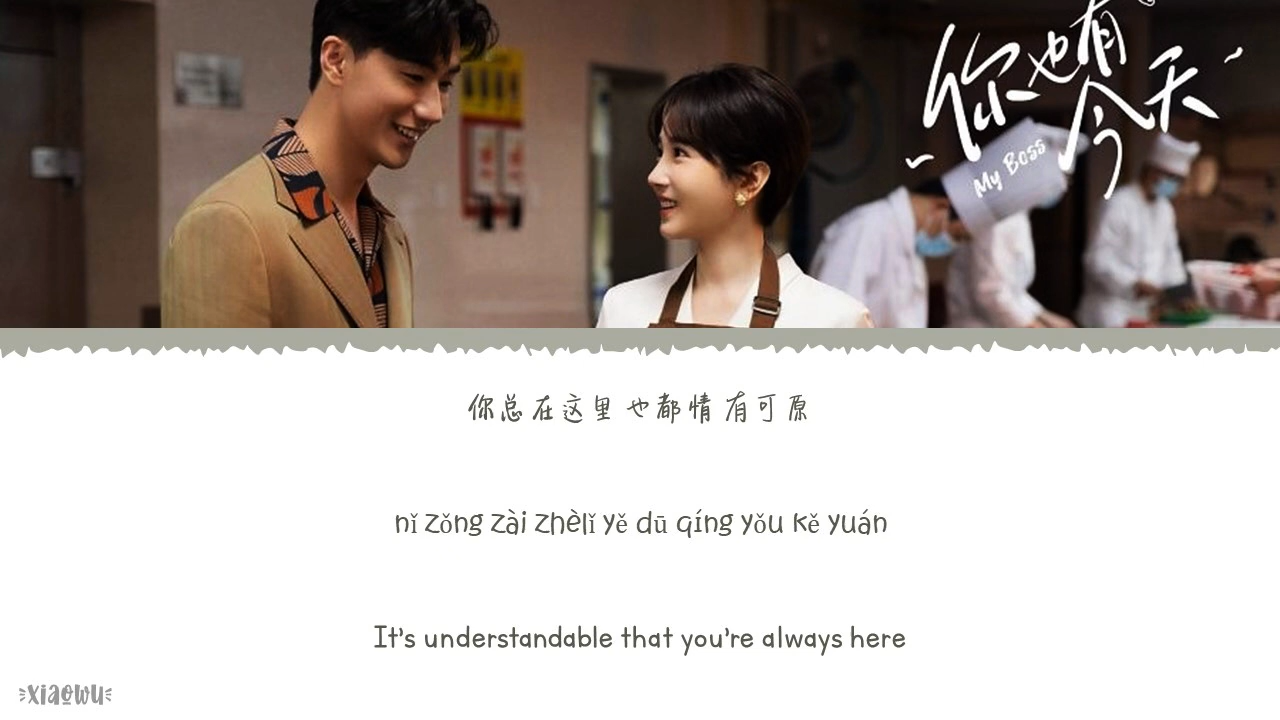 你也有
今天
My Boss
你总在这里 也都情有可原
nǐ zǒng zài zhèlǐ yě dū qíng yǒu kě yuán
It's understandable that you're always here
xiaowu